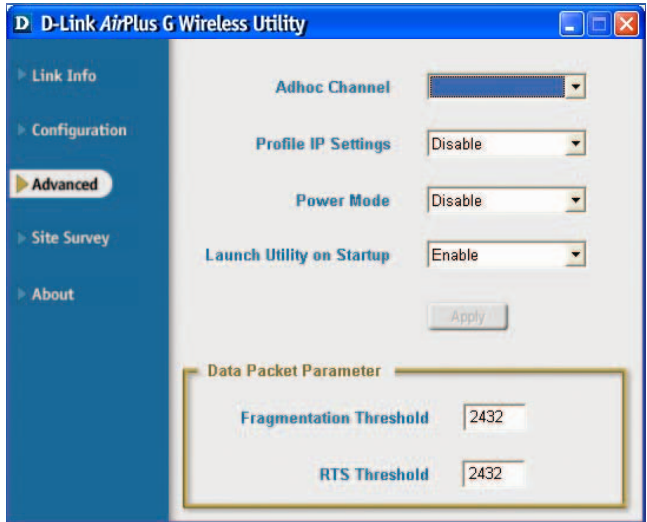 D D-Link AirPlus G Wireless Utility
Link Info
Configuration
Advanced
Site Survey
About
Adhoc Channel
Profile IP Settings Disable
Power Mode Disable
Launch Utility on Startup Enable
Apply
Data Packet Parameter
Fragmentation Threshold 2432
RTS Threshold 2432